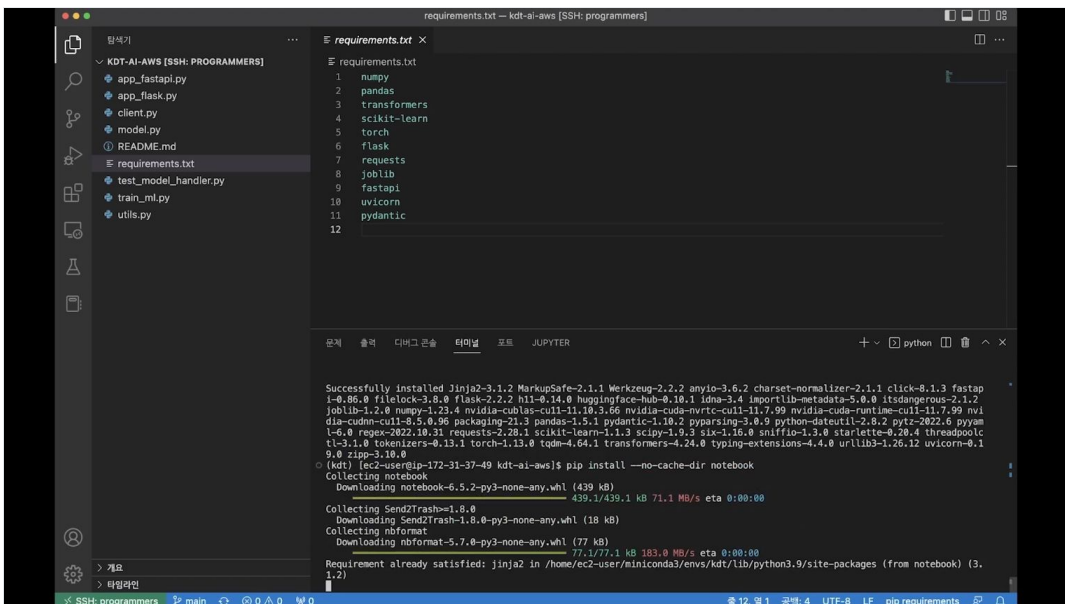 requirements.txt — kdt-ai-aws [SSH: programmers]
탐색기
KDT-AI-AWS [SSH: PROGRAMMERS]
app_fastapi.py
app_flask.py
client.py
model.py
README.md
requirements.txt
test_model_handler.py
train_ml.py
utils.py
개요
타임라인
requirements.txt
requirements.txt
1 numpy
2 pandas
3 transformers
4 scikit-learn
5 torch
6 flask
7 requests
8 joblib
9 fastapi
10 uvicorn
11 pydantic
12
문제 출력 디버그 콘솔 터미널 포트 JUPYTER
python
Successfully installed Jinja2-3.1.2 MarkupSafe-2.1.1 Werkzeug-2.2.2 anyio-3.6.2 charset-normalizer-2.1.1 click-8.1.3 fastap
i-0.86.0 filelock-3.8.0 flask-2.2.2 h11-0.14.0 huggingface-hub-0.10.1 idna-3.4 importlib-metadata-5.0.0 itsdangerous-2.1.2
joblib-1.2.0 numpy-1.23.4 nvidia-cublas-cu11-11.10.3.66 nvidia-cuda-nvrtc-cu11-11.7.99 nvidia-cuda-runtime-cu11-11.7.99 nvi
dia-cudnn-cu11-8.5.0.96 packaging-21.3 pandas-1.5.1 pydantic-1.10.2 pyparsing-3.0.9 python-dateutil-2.8.2 pytz-2022.6 pyyam
l-6.0 regex-2022.10.31 requests-2.28.1 scikit-learn-1.1.3 scipy-1.9.3 six-1.16.0 sniffio-1.3.0 starlette-0.20.4 threadpoolc
tl-3.1.0 tokenizers-0.13.1 torch-1.13.0 tqdm-4.64.1 transformers-4.24.0 typing-extensions-4.4.0 urllib3-1.26.12 uvicorn-0.1
9.0 zipp-3.10.0
(kdt) [ec2-user@ip-172-31-37-49 kdt-ai-aws]$ pip install --no-cache-dir notebook
Collecting notebook
Downloading notebook-6.5.2-py3-none-any.whl (439 kB)
439.1/439.1 kB 71.1 MB/s eta 0:00:00
Collecting Send2Trash>=1.8.0
Downloading Send2Trash-1.8.0-py3-none-any.whl (18 kB)
Collecting nbformat
Downloading nbformat-5.7.0-py3-none-any.whl (77 kB)
77.1/77.1 kB 183.0 MB/s eta 0:00:00
Requirement already satisfied: jinja2 in /home/ec2-user/miniconda3/envs/kdt/lib/python3.9/site-packages (from notebook) (3.
1.2)
SSH: programmers main 0 0 0 줄 12, 열 1 공백: 4 UTF-8 LF pip requirements